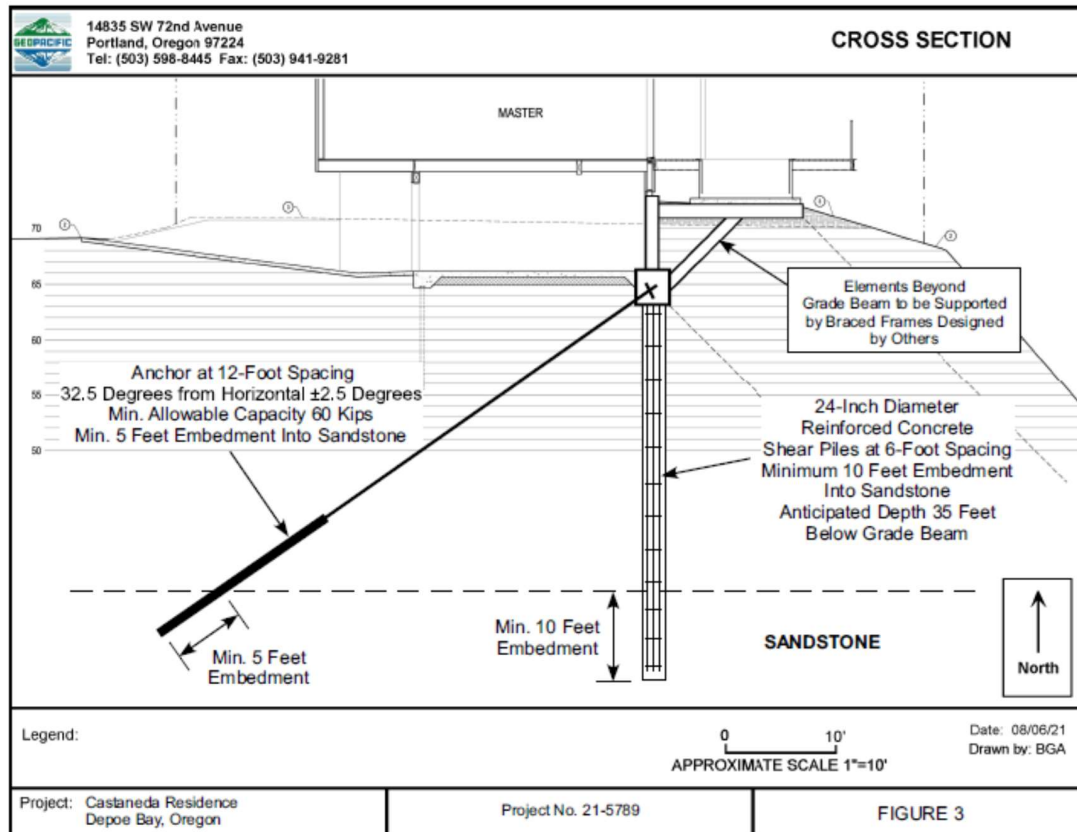 GEOPACIFIC
14835 SW 72nd Avenue
Portland, Oregon 97224
Tel: (503) 598-8445 Fax: (503) 941-9281
CROSS SECTION
MASTER
70
65
60
55
50
Elements Beyond
Grade Beam to be Supported
by Braced Frames Designed
by Others
Anchor at 12-Foot Spacing
32.5 Degrees from Horizontal ±2.5 Degrees
Min. Allowable Capacity 60 Kips
Min. 5 Feet Embedment Into Sandstone
24-Inch Diameter
Reinforced Concrete
Shear Piles at 6-Foot Spacing
Minimum 10 Feet Embedment
Into Sandstone
Anticipated Depth 35 Feet
Below Grade Beam
Min. 5 Feet
Embedment
Min. 10 Feet
Embedment
SANDSTONE
North
Legend:
0 10'
APPROXIMATE SCALE 1"=10'
Date: 08/06/21
Drawn by: BGA
Project: Castaneda Residence
Depoe Bay, Oregon
Project No. 21-5789
FIGURE 3